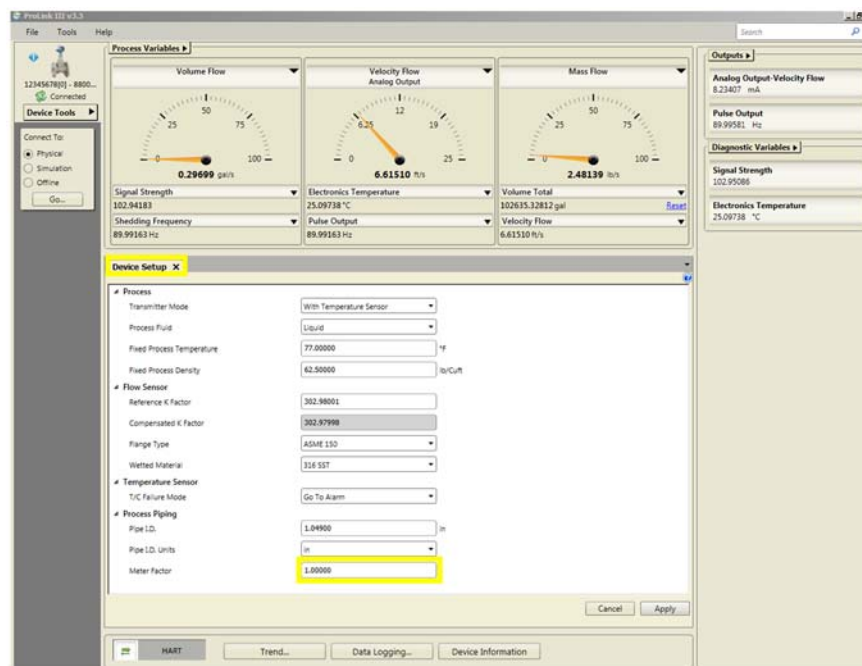 ProLink III v3.5
File Tools Help
Search
12345678[0] - 8800...
Connected
Device Tools
Connect To:
Physical
Simulation
Offline
Go...
Process Variables
Volume Flow
0 25 50 75 100
0.29699 gal/s
Velocity Flow
Analog Output
0 6.25 12 19 25
6.61510 ft/s
Mass Flow
0 25 50 75 100
2.48139 lb/s
Signal Strength
102.94183
Electronics Temperature
25.09738 °C
Volume Total
102635.32812 gal Reset
Shedding Frequency
89.99163 Hz
Pulse Output
89.99163 Hz
Velocity Flow
6.61510 ft/s
Outputs
Analog Output-Velocity Flow
8.23407 mA
Pulse Output
89.99581 Hz
Diagnostic Variables
Signal Strength
102.95086
Electronics Temperature
25.09738 °C
Device Setup X
Process
Transmitter Mode With Temperature Sensor
Process Fluid Liquid
Fixed Process Temperature 77.00000 °F
Fixed Process Density 62.50000 lb/Cuft
Flow Sensor
Reference K Factor 302.98001
Compensated K Factor 302.97998
Flange Type ASME 150
Wetted Material 316 SST
Temperature Sensor
T/C Failure Mode Go To Alarm
Process Piping
Pipe I.D. 1.04900 in
Pipe I.D. Units in
Meter Factor 1.00000
Cancel Apply
HART Trend... Data Logging... Device Information